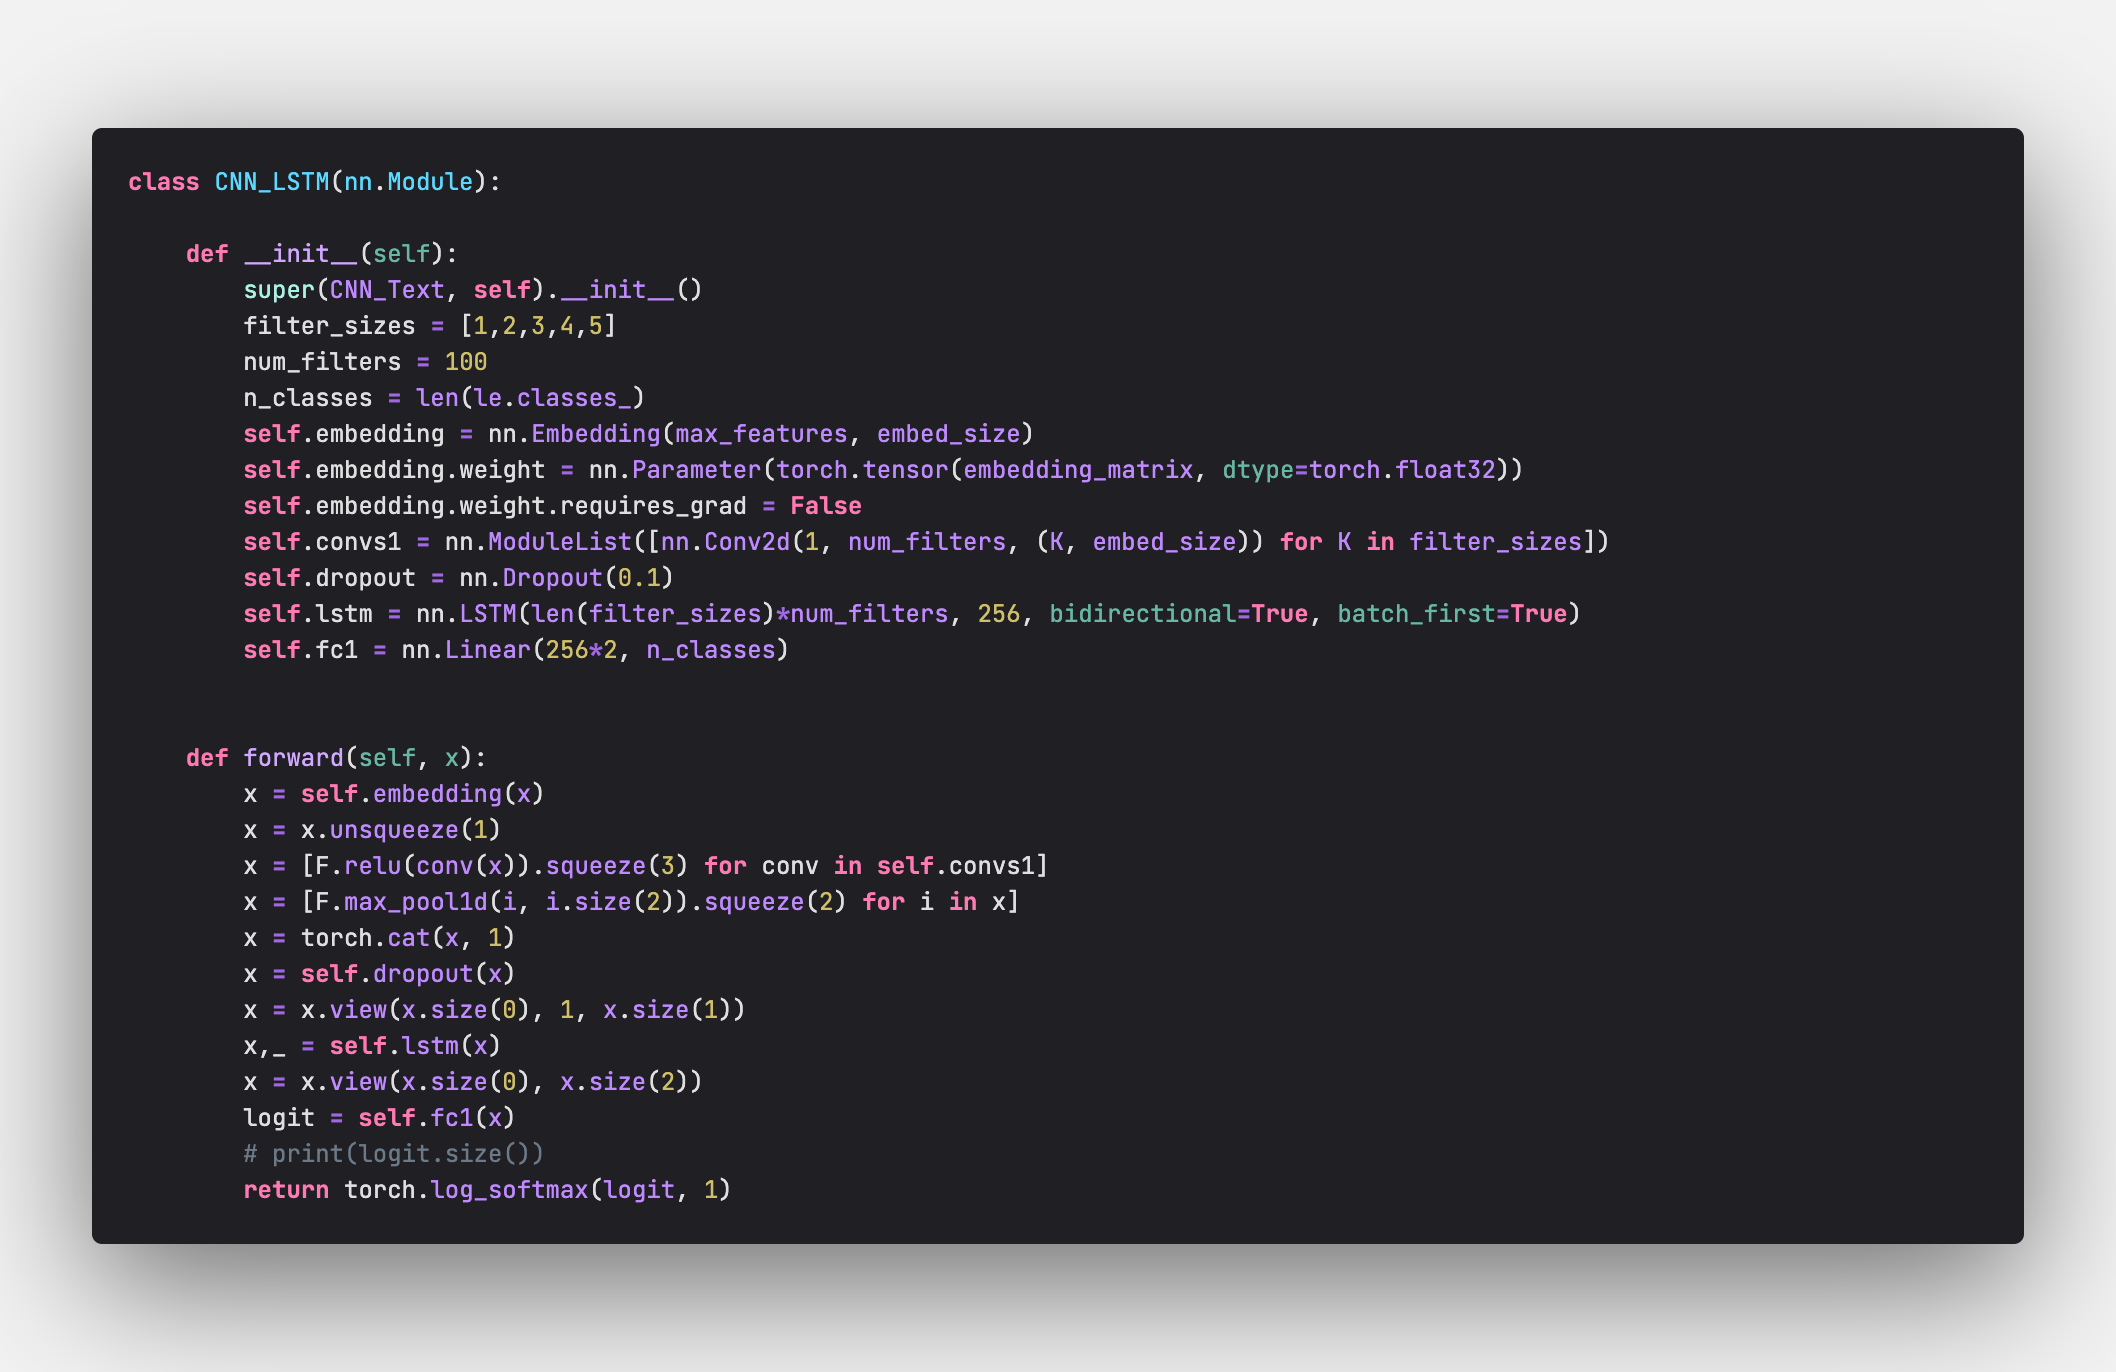 class CNN_LSTM(nn.Module):

    def __init__(self):
        super(CNN_Text, self).__init__()
        filter_sizes = [1,2,3,4,5]
        num_filters = 100
        n_classes = len(le.classes_)
        self.embedding = nn.Embedding(max_features, embed_size)
        self.embedding.weight = nn.Parameter(torch.tensor(embedding_matrix, dtype=torch.float32))
        self.embedding.weight.requires_grad = False
        self.convs1 = nn.ModuleList([nn.Conv2d(1, num_filters, (K, embed_size)) for K in filter_sizes])
        self.dropout = nn.Dropout(0.1)
        self.lstm = nn.LSTM(len(filter_sizes)*num_filters, 256, bidirectional=True, batch_first=True)
        self.fc1 = nn.Linear(256*2, n_classes)


    def forward(self, x):
        x = self.embedding(x)
        x = x.unsqueeze(1)
        x = [F.relu(conv(x)).squeeze(3) for conv in self.convs1]
        x = [F.max_pool1d(i, i.size(2)).squeeze(2) for i in x]
        x = torch.cat(x, 1)
        x = self.dropout(x)
        x = x.view(x.size(0), 1, x.size(1))
        x,_ = self.lstm(x)
        x = x.view(x.size(0), x.size(2))
        logit = self.fc1(x)
        # print(logit.size())
        return torch.log_softmax(logit, 1)